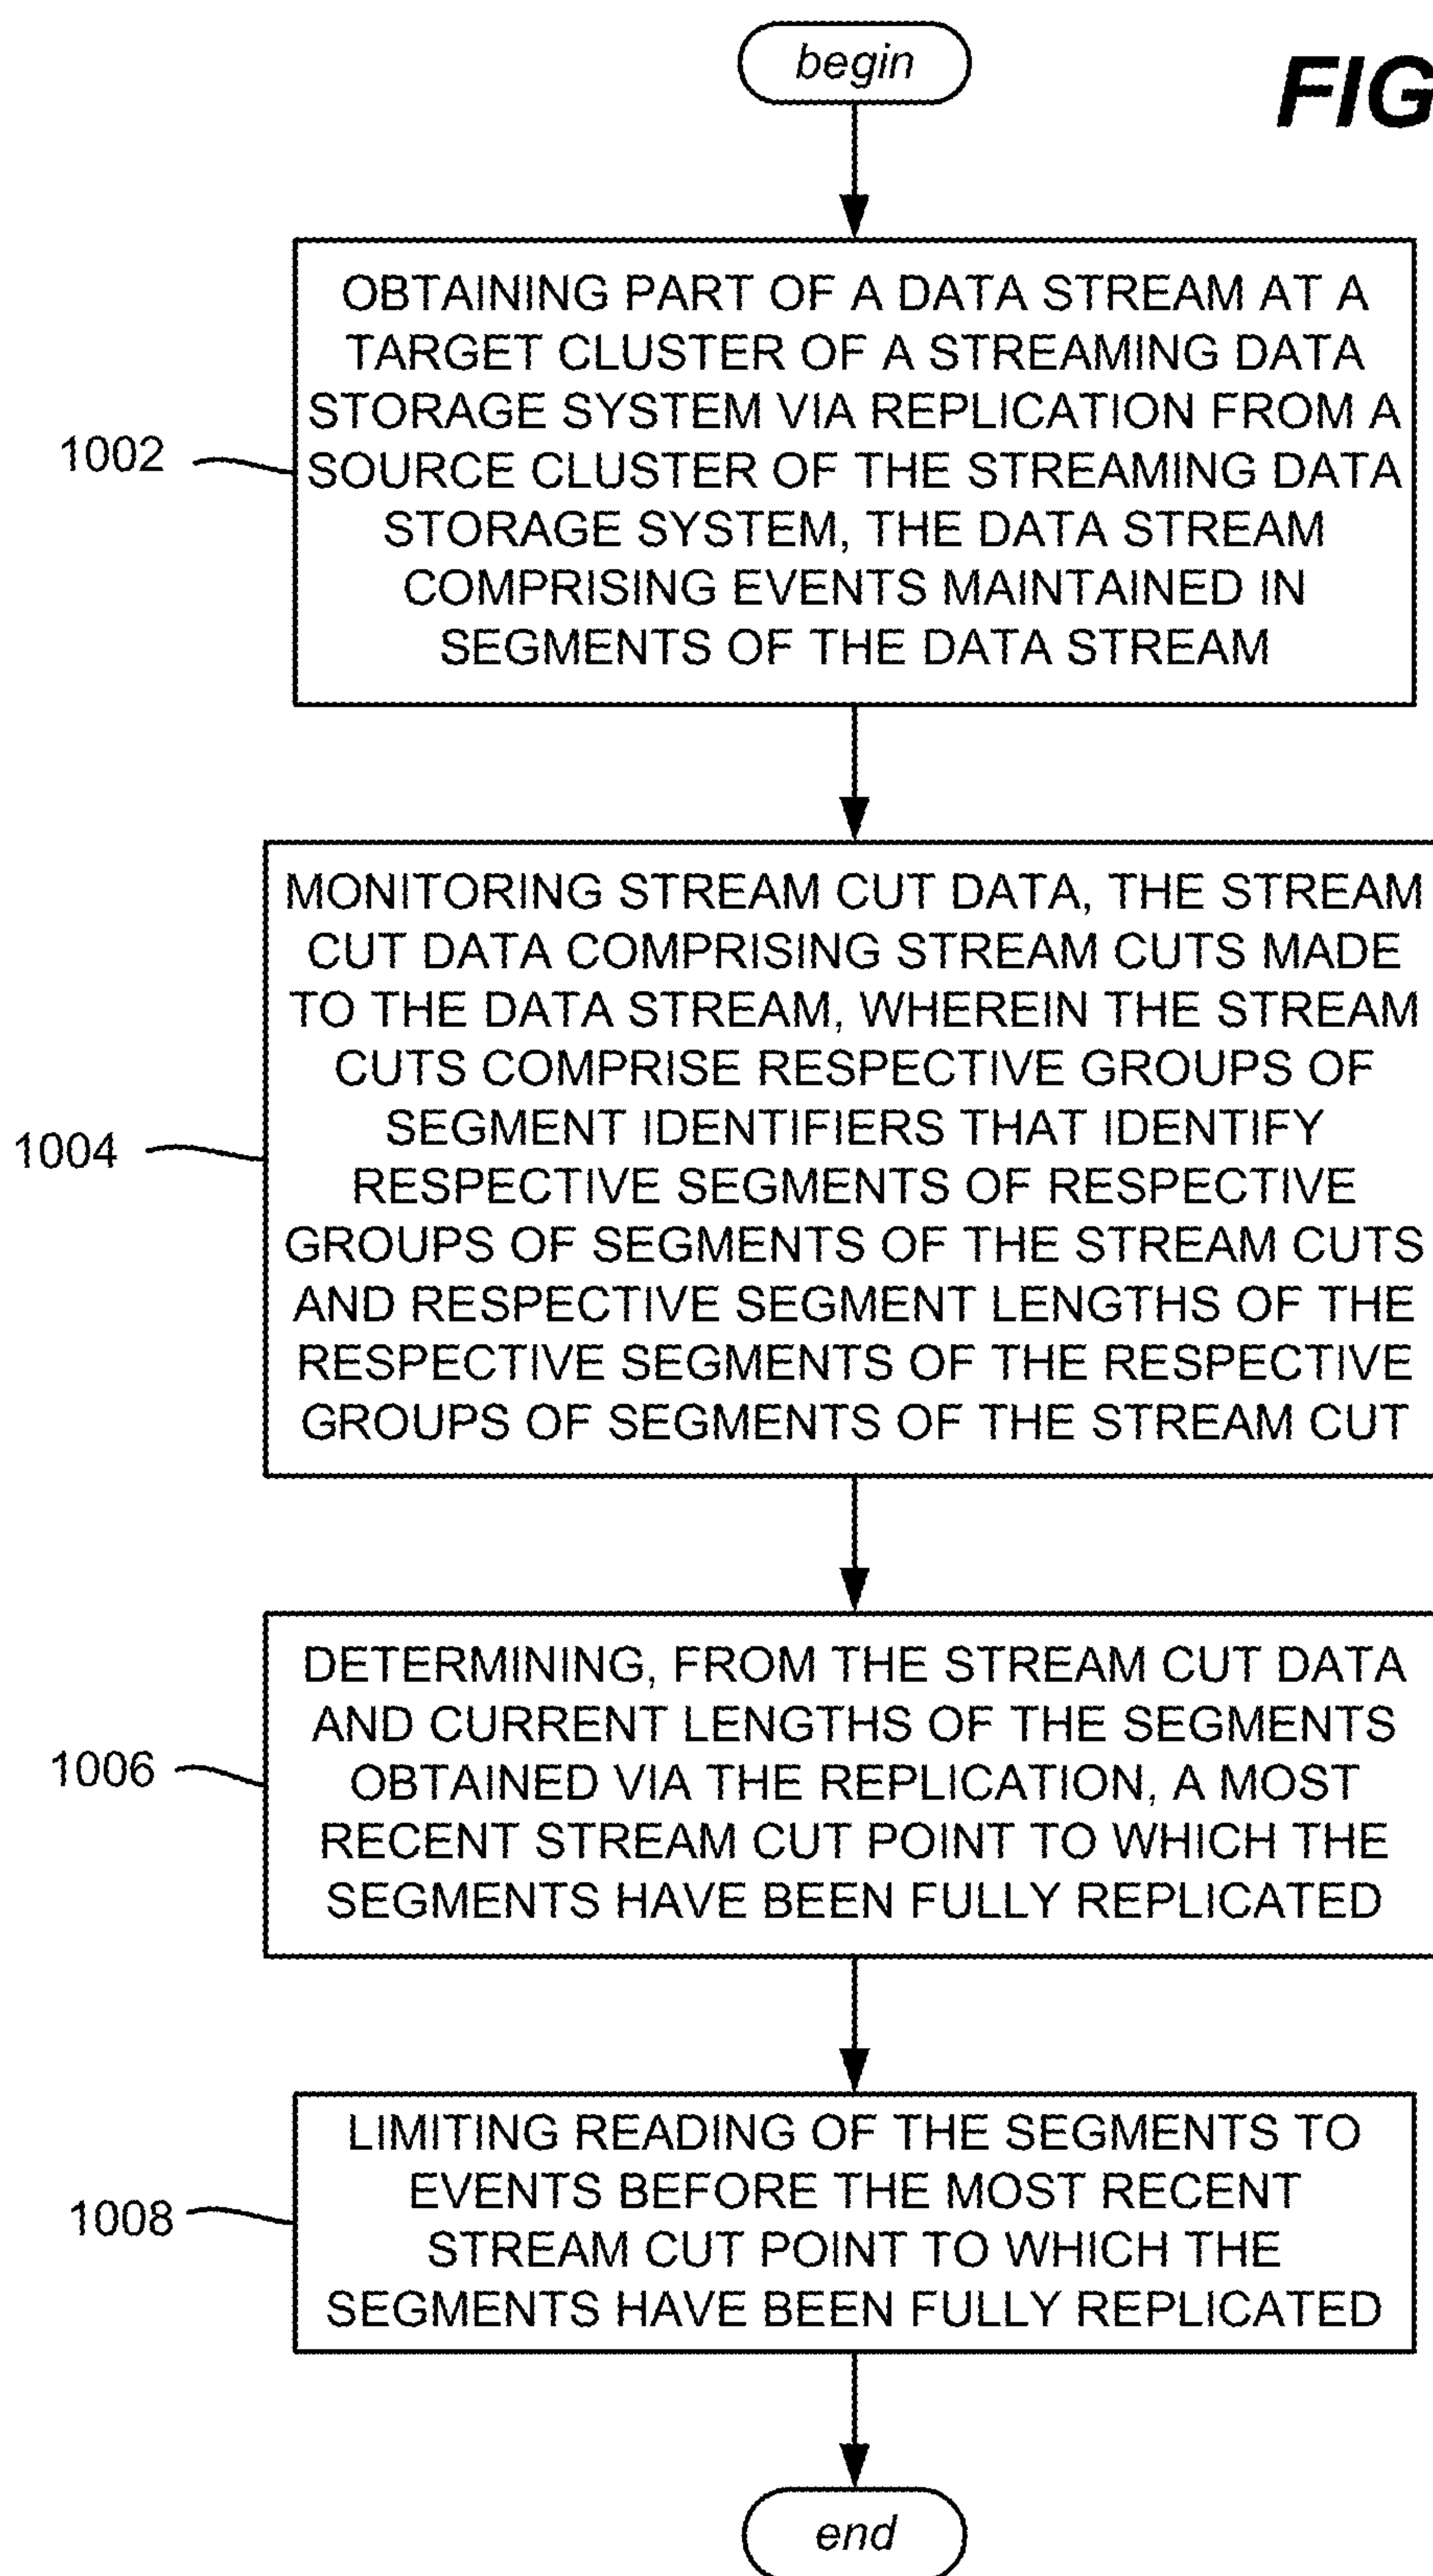 begin
FIG
OBTAINING PART OF A DATA STREAM AT A
TARGET CLUSTER OF A STREAMING DATA
STORAGE SYSTEM VIA REPLICATION FROM A
1002
SOURCE CLUSTER OF THE STREAMING DATA
STORAGE SYSTEM, THE DATA STREAM
COMPRISING EVENTS MAINTAINED IN
SEGMENTS OF THE DATA STREAM
MONITORING STREAM CUT DATA, THE STREAM
CUT DATA COMPRISING STREAM CUTS MADE
TO THE DATA STREAM, WHEREIN THE STREAM
CUTS COMPRISE RESPECTIVE GROUPS OF
SEGMENT IDENTIFIERS THAT IDENTIFY
1004
RESPECTIVE SEGMENTS OF RESPECTIVE
GROUPS OF SEGMENTS OF THE STREAM CUTS
AND RESPECTIVE SEGMENT LENGTHS OF THE
RESPECTIVE SEGMENTS OF THE RESPECTIVE
GROUPS OF SEGMENTS OF THE STREAM CUT
DETERMINING, FROM THE STREAM CUT DATA
AND CURRENT LENGTHS OF THE SEGMENTS
1006
OBTAINED VIA THE REPLICATION, A MOST
RECENT STREAM CUT POINT TO WHICH THE
SEGMENTS HAVE BEEN FULLY REPLICATED
LIMITING READING OF THE SEGMENTS TO
EVENTS BEFORE THE MOST RECENT
1008
STREAM CUT POINT TO WHICH THE
SEGMENTS HAVE BEEN FULLY REPLICATED
end